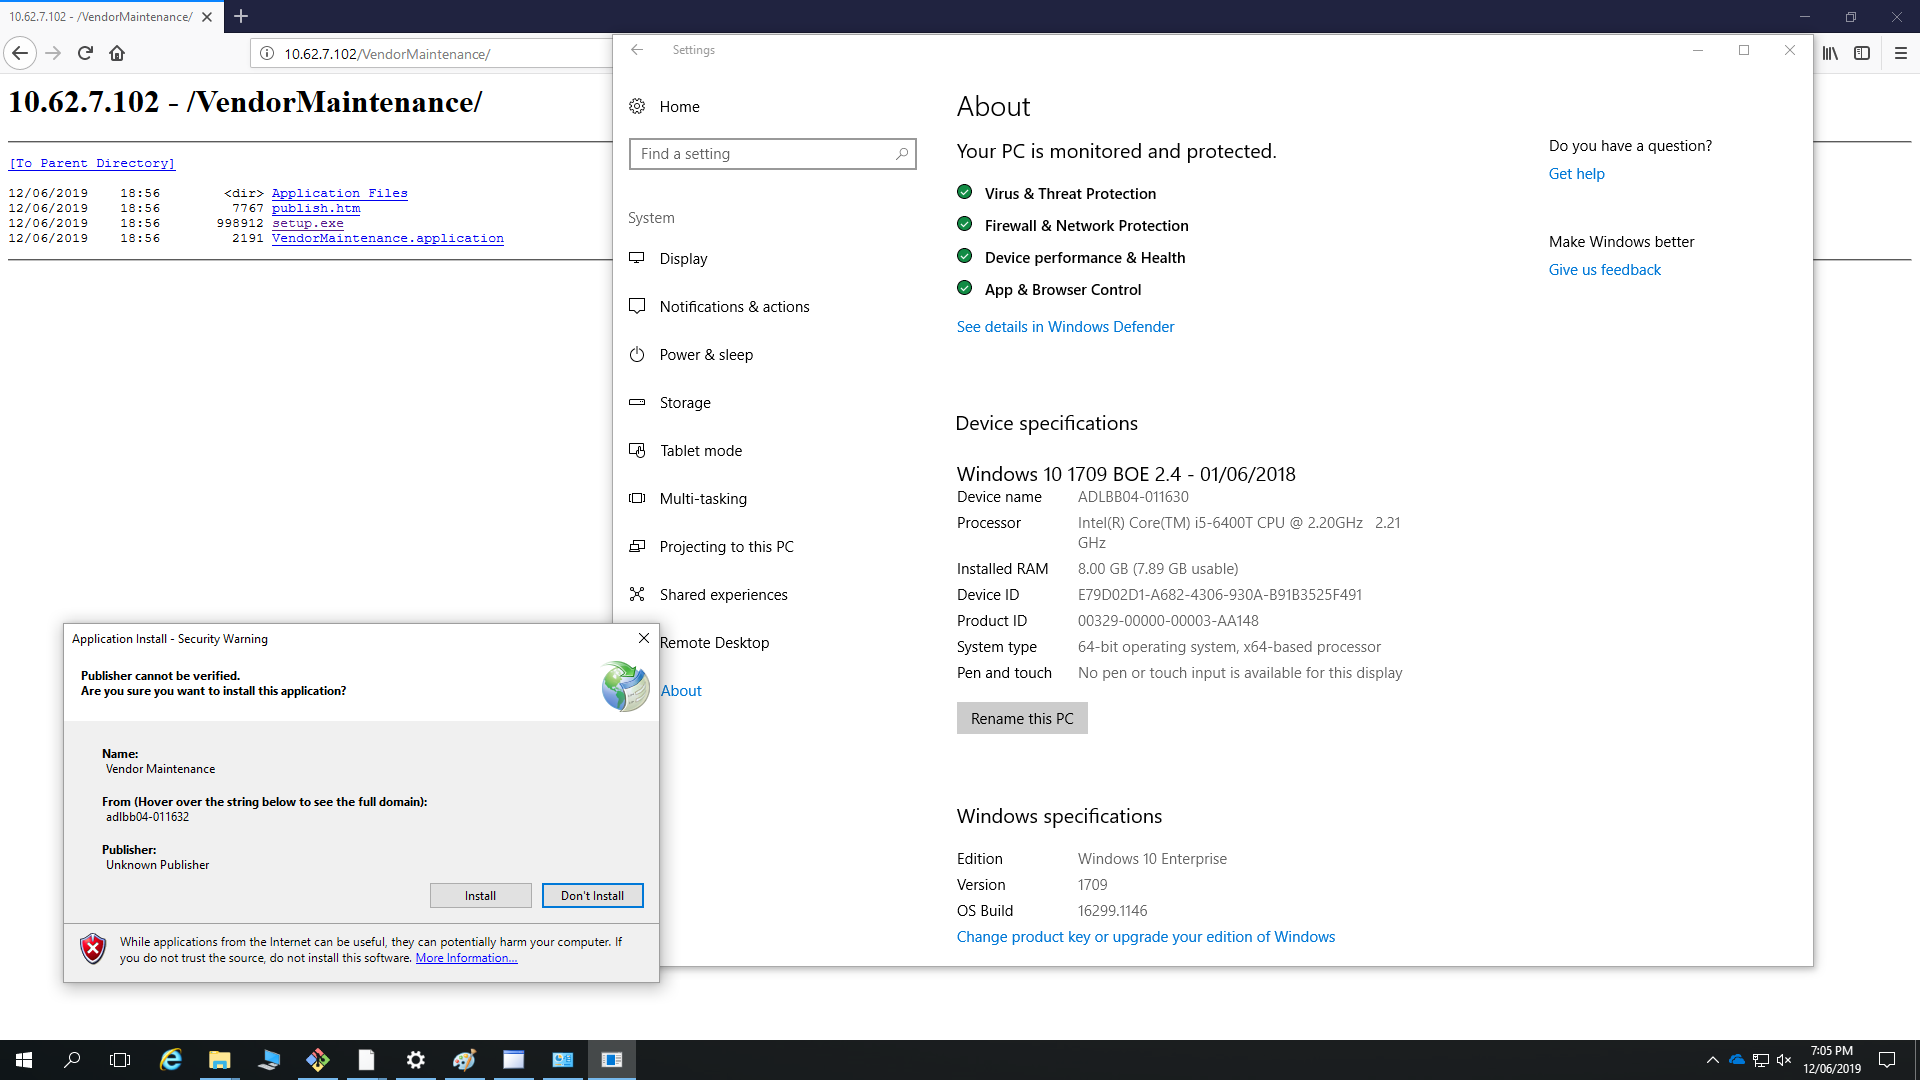 10.62.7.102 - /VendorMaintenance/
10.62.7.102/VendorMaintenance/
10.62.7.102 - /VendorMaintenance/
[To Parent Directory]
12/06/2019 18:56 <dir> Application Files
12/06/2019 18:56 7767 publish.htm
12/06/2019 18:56 998912 setup.exe
12/06/2019 18:56 2191 VendorMaintenance.application
Settings
Home
Find a setting
System
Display
Notifications & actions
Power & sleep
Storage
Tablet mode
Multi-tasking
Projecting to this PC
Shared experiences
Remote Desktop
About
About
Your PC is monitored and protected.
Virus & Threat Protection
Firewall & Network Protection
Device performance & Health
App & Browser Control
See details in Windows Defender
Device specifications
Windows 10 1709 BOE 2.4 - 01/06/2018
Device name ADLBB04-011630
Processor Intel(R) Core(TM) i5-6400T CPU @ 2.20GHz 2.21
GHz
Installed RAM 8.00 GB (7.89 GB usable)
Device ID E79D02D1-A682-4306-930A-B91B3525F491
Product ID 00329-00000-00003-AA148
System type 64-bit operating system, x64-based processor
Pen and touch No pen or touch input is available for this display
Rename this PC
Windows specifications
Edition Windows 10 Enterprise
Version 1709
OS Build 16299.1146
Change product key or upgrade your edition of Windows
Do you have a question?
Get help
Make Windows better
Give us feedback
Application Install - Security Warning
Publisher cannot be verified.
Are you sure you want to install this application?
Name:
Vendor Maintenance
From (Hover over the string below to see the full domain):
adlbb04-011632
Publisher:
Unknown Publisher
Install
Don't Install
While applications from the Internet can be useful, they can potentially harm your computer. If
you do not trust the source, do not install this software. More Information...
7:05 PM
12/06/2019